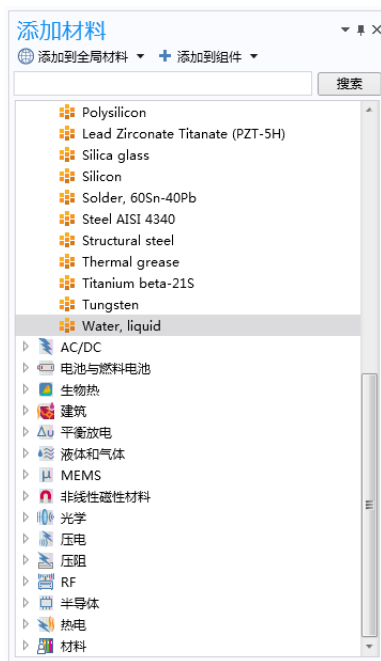 添加材料
添加到全局材料 添加到组件
搜索
Polysilicon
Lead Zirconate Titanate (PZT-5H)
Silica glass
Silicon
Solder, 60Sn-40Pb
Steel AISI 4340
Structural steel
Thermal grease
Titanium beta-21S
Tungsten
Water, liquid
AC/DC
电池与燃料电池
生物热
建筑
Δυ 平衡放电
液体和气体
μ MEMS
非线性磁性材料
光学
压电
压阻
RF
半导体
热电
材料